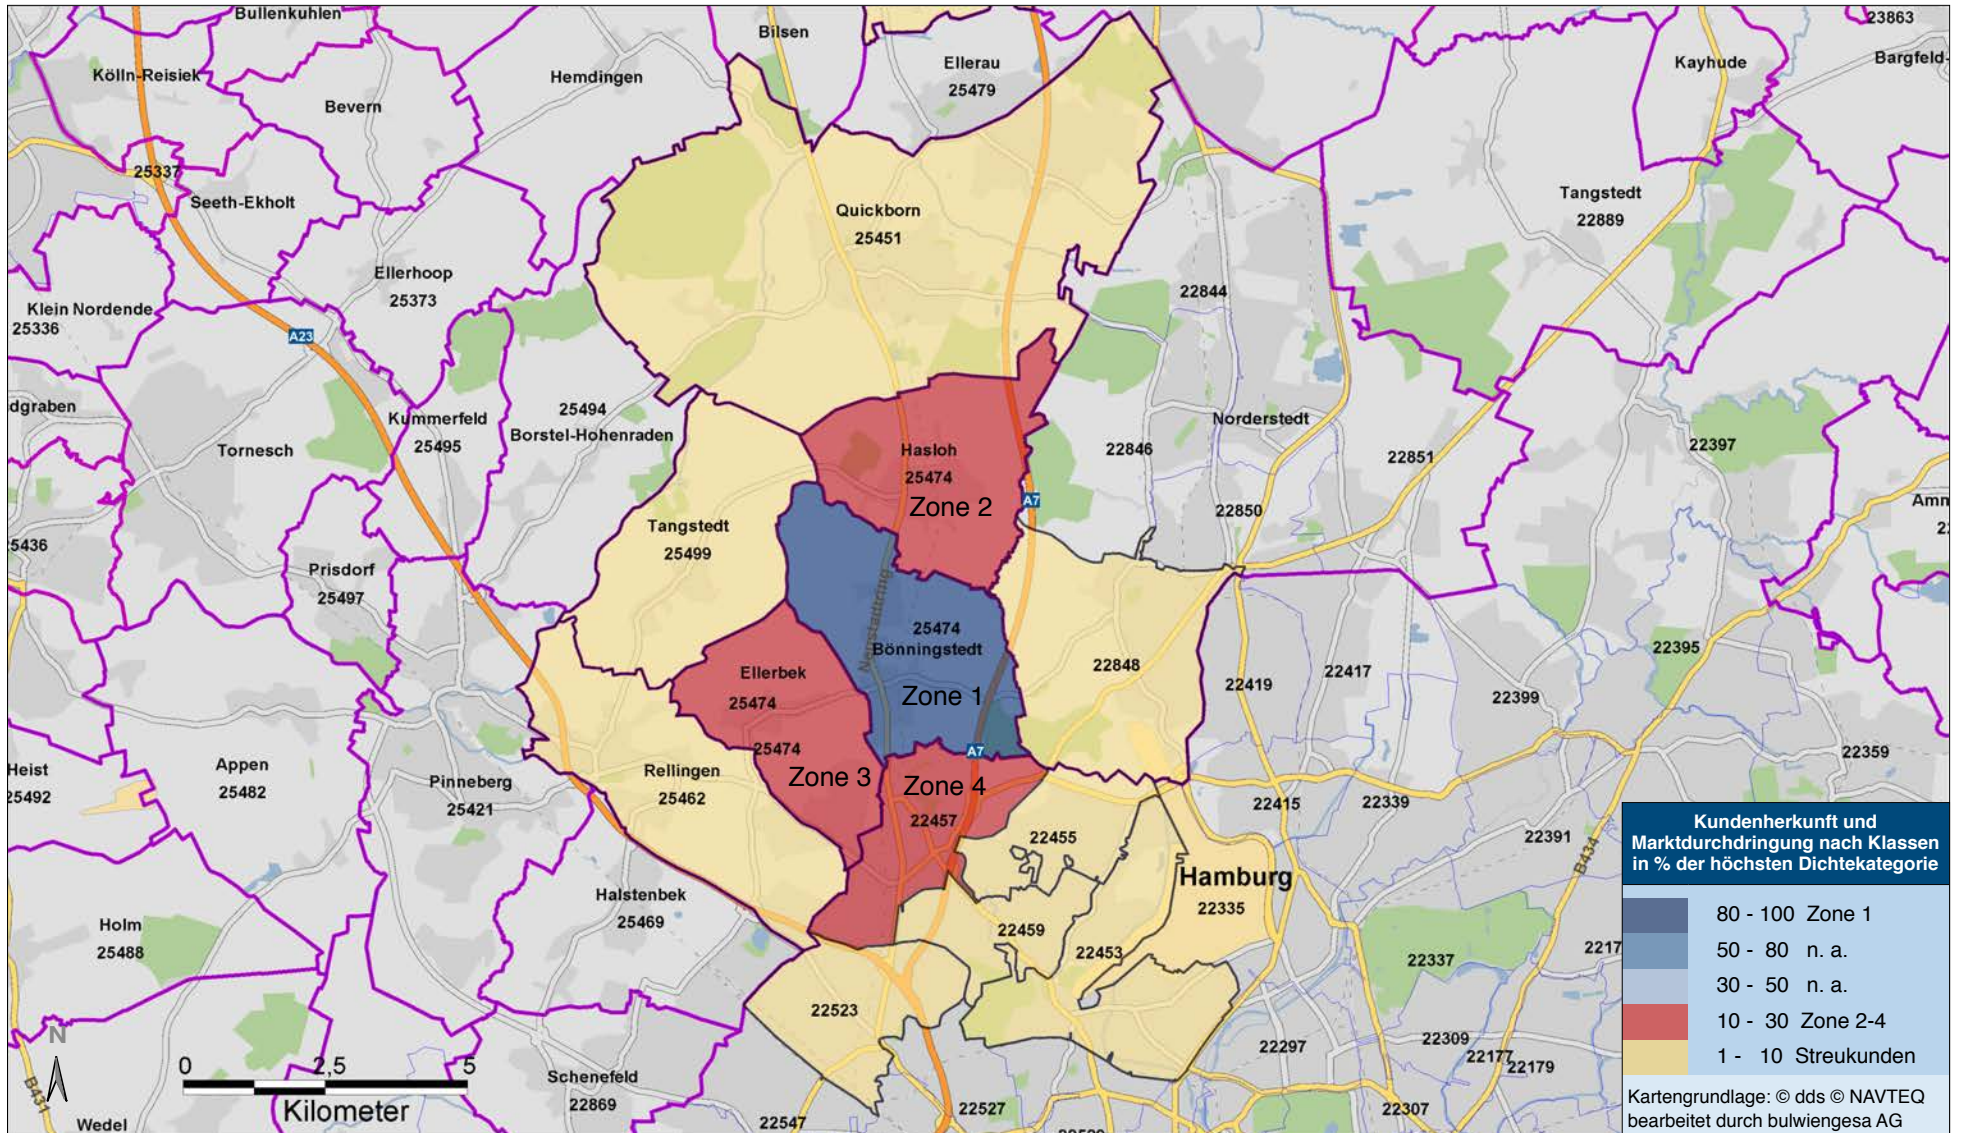 Bullenkuhlen
Bilsen
23863
Kölln-Reisiek
Hemdingen
Ellerau
25479
Kayhude
Bargfeld-
Bevern
25337
Seeth-Ekholt
Quickborn
25451
Tangstedt
22889
Ellerhoop
25373
22844
Klein Nordende
25336
A23
dgraben
Kummerfeld
25495
25494
Borstel-Hohenraden
Tornesch
Hasloh
25474
Zone 2
A7
22846
Norderstedt
22851
22397
22850
Amm
22
5436
Tangstedt
25499
Prisdorf
25497
Neustadtring
25474
Bönningstedt
Zone 1
22848
22419
22417
22399
22395
22359
Ellerbek
25474
25474
Zone 3
A7
Zone 4
22457
Heist
25492
Appen
25482
Pinneberg
25421
Rellingen
25462
22455
22415
22339
22391
B434
Hamburg
22335
Halstenbek
25469
Holm
25488
22459
22453
22337
2217
22523
22297
22309
22177
22179
Schenefeld
22869
22547
22527
22307
B431
Wedel
N
0 2,5 5
Kilometer
Kundenherkunft und
Marktdurchdringung nach Klassen
in % der höchsten Dichtekategorie
80 - 100 Zone 1
50 - 80 n. a.
30 - 50 n. a.
10 - 30 Zone 2-4
1 - 10 Streukunden
Kartengrundlage: © dds © NAVTEQ
bearbeitet durch bulwiengesa AG